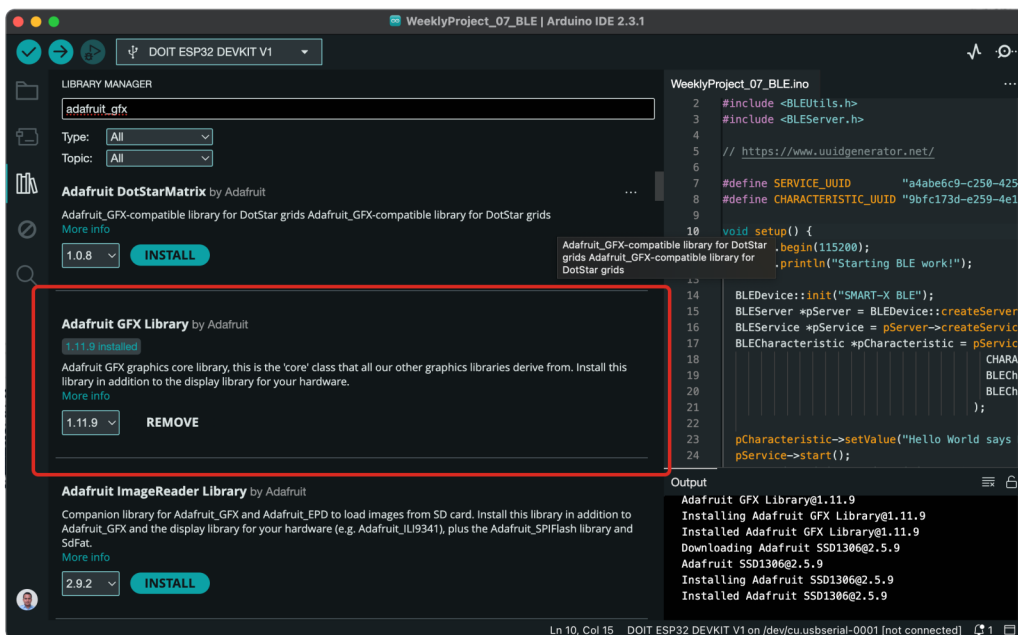 WeeklyProject_07_BLE | Arduino IDE 2.3.1
DOIT ESP32 DEVKIT V1
LIBRARY MANAGER
adafruit_gfx
Type: All
Topic: All
Adafruit DotStarMatrix by Adafruit
Adafruit_GFX-compatible library for DotStar grids Adafruit_GFX-compatible library for DotStar grids
More info
1.0.8 INSTALL
Adafruit_GFX-compatible library for DotStar
grids Adafruit_GFX-compatible library for
DotStar grids
Adafruit GFX Library by Adafruit
1.11.9 installed
Adafruit GFX graphics core library, this is the 'core' class that all our other graphics libraries derive from. Install this
library in addition to the display library for your hardware.
More info
1.11.9 REMOVE
Adafruit ImageReader Library by Adafruit
Companion library for Adafruit_GFX and Adafruit_EPD to load images from SD card. Install this library in addition to
Adafruit_GFX and the display library for your hardware (e.g. Adafruit_ILI9341), plus the Adafruit_SPIFlash library and
SdFat.
More info
2.9.2 INSTALL
WeeklyProject_07_BLE.ino
2 #include <BLEUtils.h>
3 #include <BLEServer.h>
4
5 // https://www.uuidgenerator.net/
6
7 #define SERVICE_UUID "a4abe6c9-c250-425
8 #define CHARACTERISTIC_UUID "9bfc173d-e259-4e1
9
10 void setup() {
.begin(115200);
.println("Starting BLE work!");
13
14 BLEDevice::init("SMART-X BLE");
15 BLEServer *pServer = BLEDevice::createServer
16 BLEService *pService = pServer->createServic
17 BLECharacteristic *pCharacteristic = pServic
18 CHARA
19 BLECh
20 BLECh
21 );
22
23 pCharacteristic->setValue("Hello World says
24 pService->start();
Output
Adafruit GFX Library@1.11.9
Installing Adafruit GFX Library@1.11.9
Installed Adafruit GFX Library@1.11.9
Downloading Adafruit SSD1306@2.5.9
Adafruit SSD1306@2.5.9
Installing Adafruit SSD1306@2.5.9
Installed Adafruit SSD1306@2.5.9
Ln 10, Col 15 DOIT ESP32 DEVKIT V1 on /dev/cu.usbserial-0001 [not connected] 1